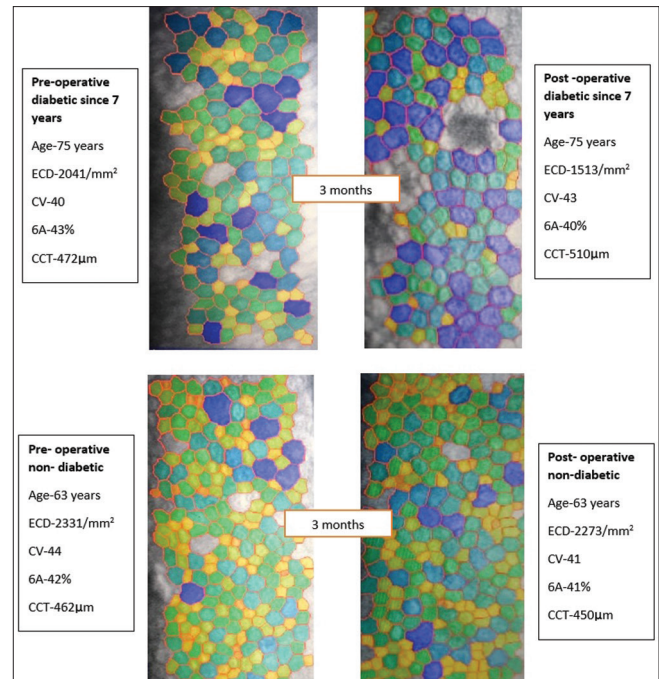 Pre-operative
diabetic since 7
years
Age-75 years
ECD-2041/mm²
CV-40
6A-43%
CCT-472µm
3 months
Post -operative
diabetic since 7
years
Age-75 years
ECD-1513/mm²
CV-43
6A-40%
CCT-510µm
Pre- operative
non- diabetic
Age-63 years
ECD-2331/mm²
CV-44
6A-42%
CCT-462µm
3 months
Post- operative
non-diabetic
Age-63 years
ECD-2273/mm²
CV-41
6A-41%
CCT-450µm